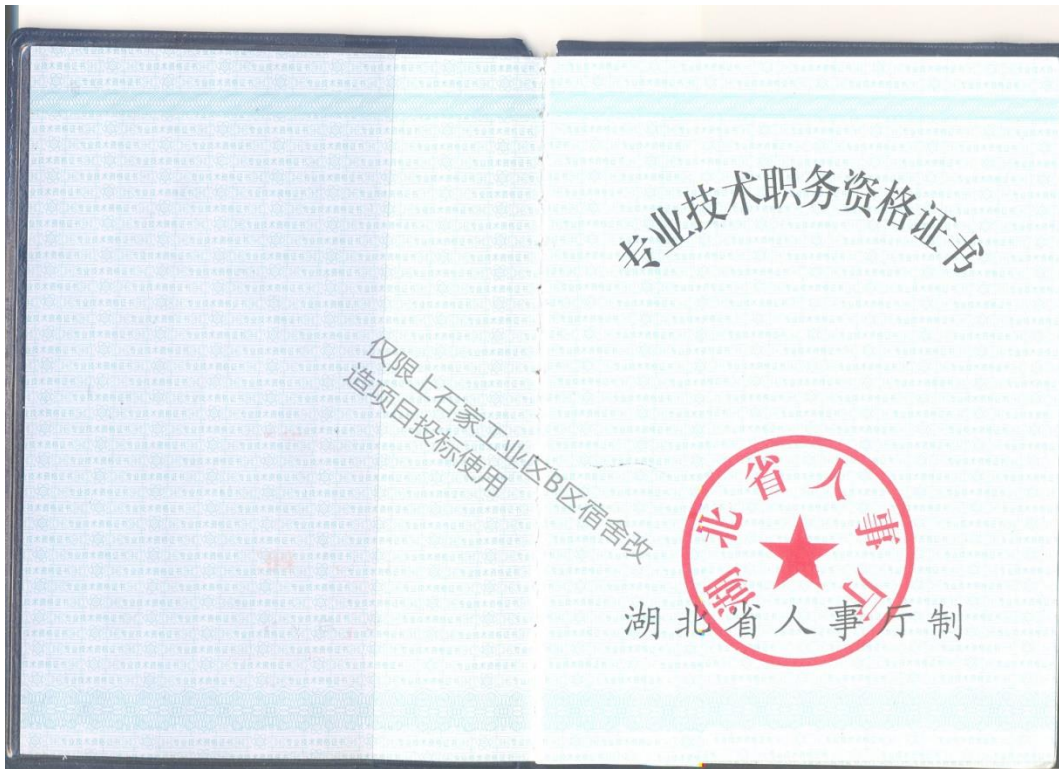 专业技术职务资格证书
仅限上石家工业区B区宿舍改
造项目投标使用
湖北省人事厅
湖北省人事厅制